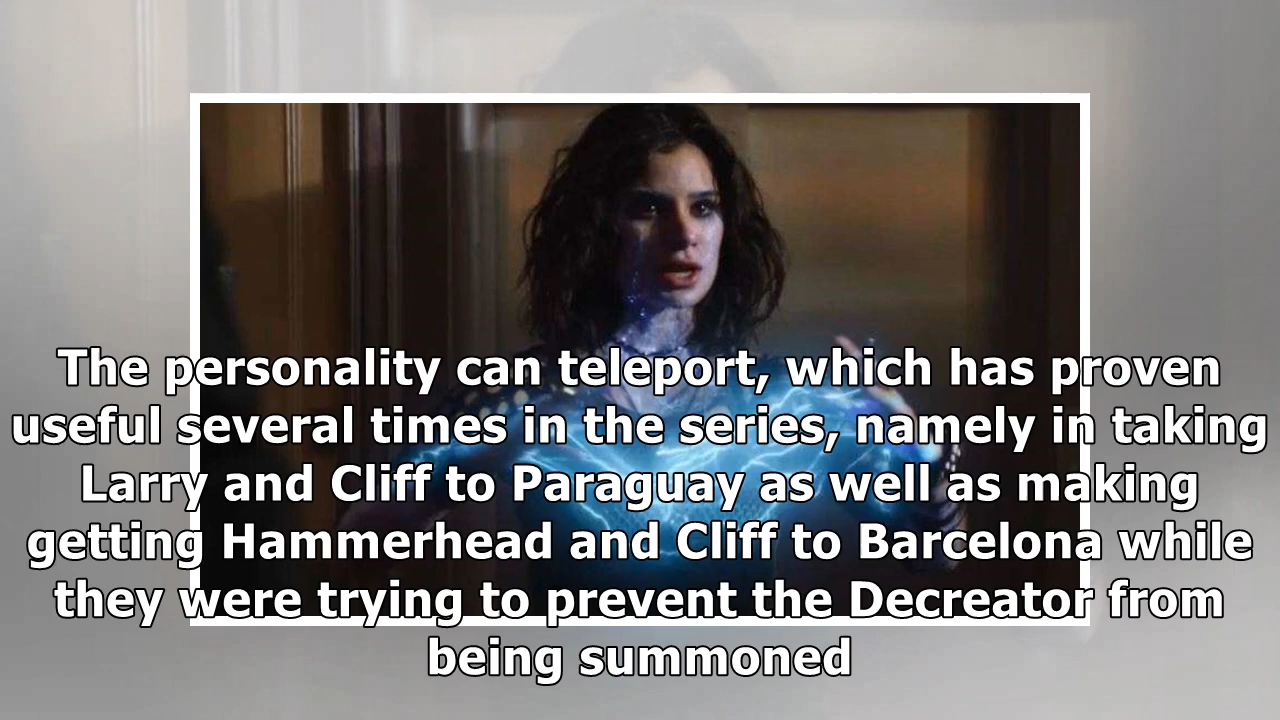 The personality can teleport, which has proven
useful several times in the series, namely in taking
Larry and Cliff to Paraguay as well as making
getting Hammerhead and Cliff to Barcelona while
they were trying to prevent the Decreator from
being summoned